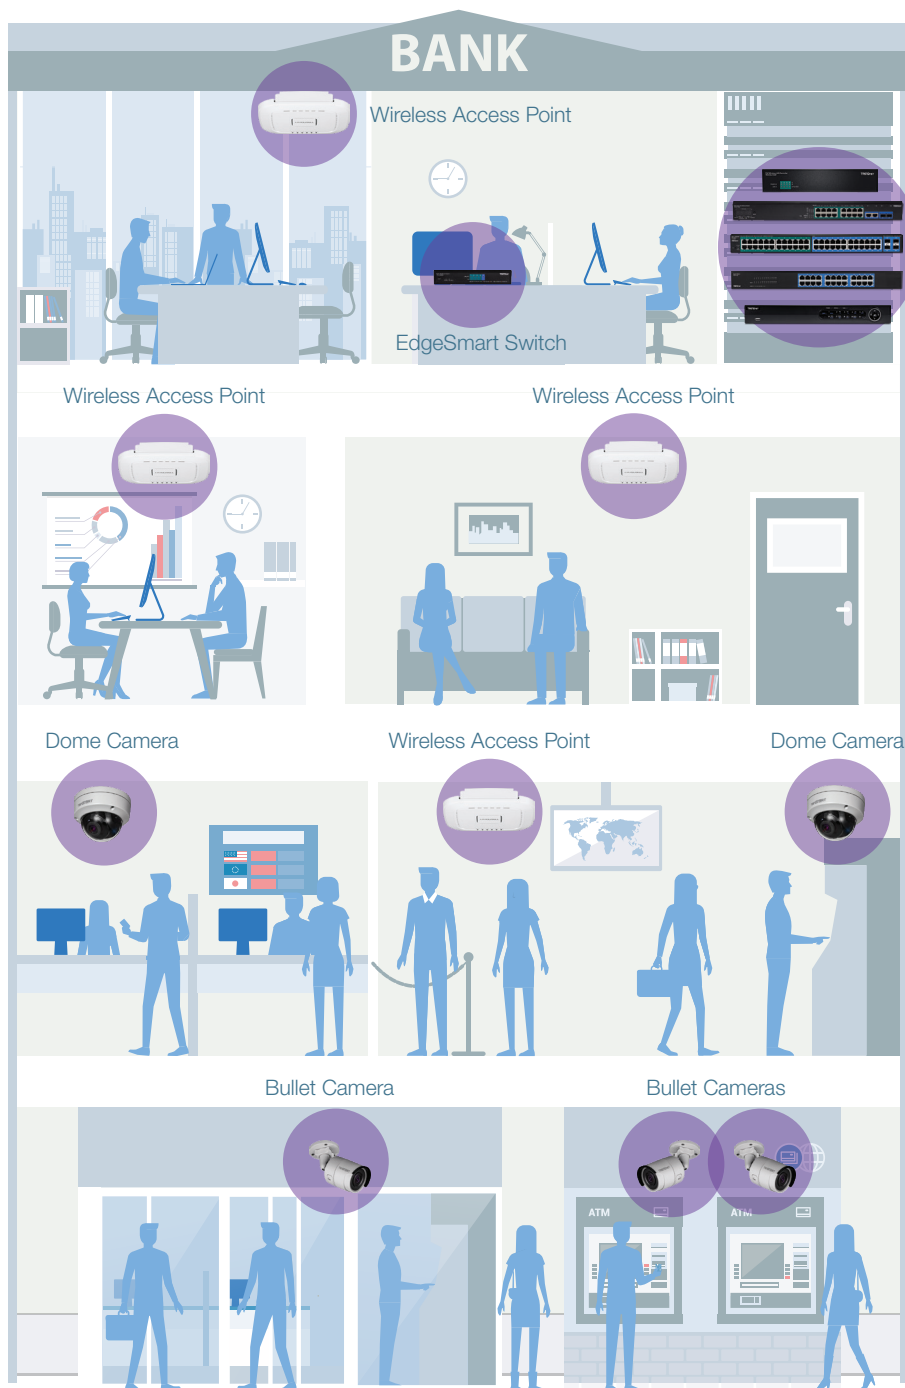 BANK
Wireless Access Point
EdgeSmart Switch
Wireless Access Point
Wireless Access Point
Dome Camera
Wireless Access Point
Dome Camera
Bullet Camera
Bullet Cameras
ATM
ATM